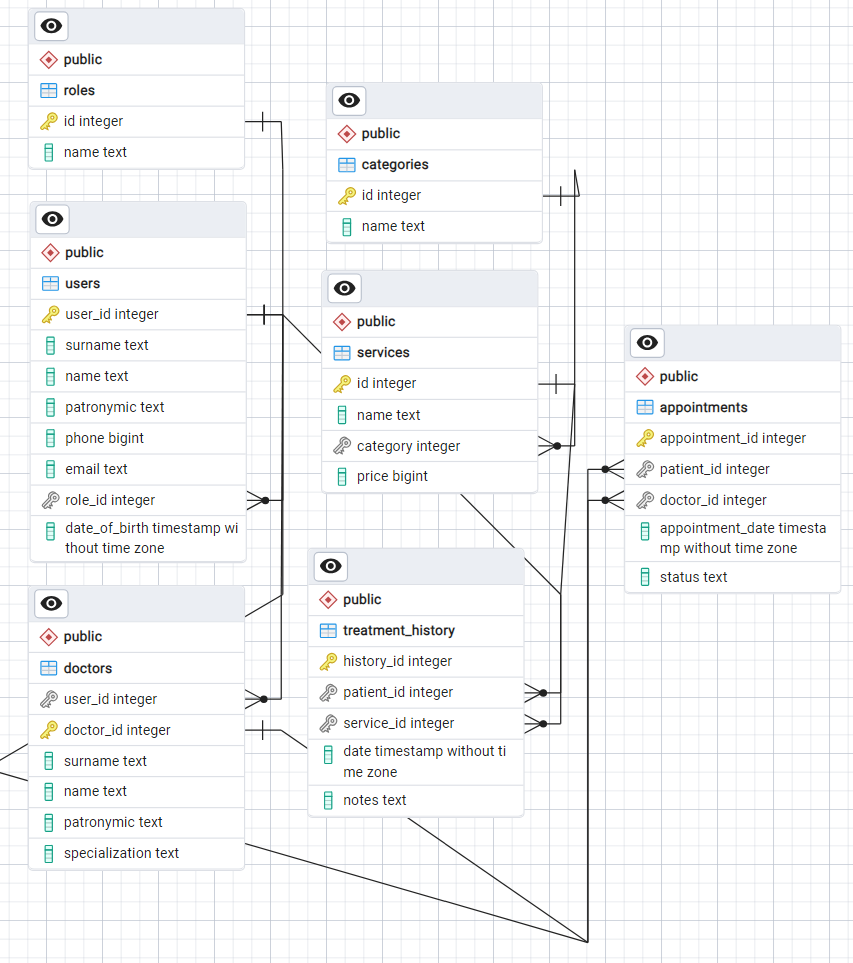 public
roles
id integer
name text
public
users
user_id integer
surname text
name text
patronymic text
phone bigint
email text
role_id integer
date_of_birth timestamp wi
thout time zone
public
doctors
user_id integer
doctor_id integer
surname text
name text
patronymic text
specialization text
public
categories
id integer
name text
public
services
id integer
name text
category integer
price bigint
public
treatment_history
history_id integer
patient_id integer
service_id integer
date timestamp without ti
me zone
notes text
public
appointments
appointment_id integer
patient_id integer
doctor_id integer
appointment_date timesta
mp without time zone
status text